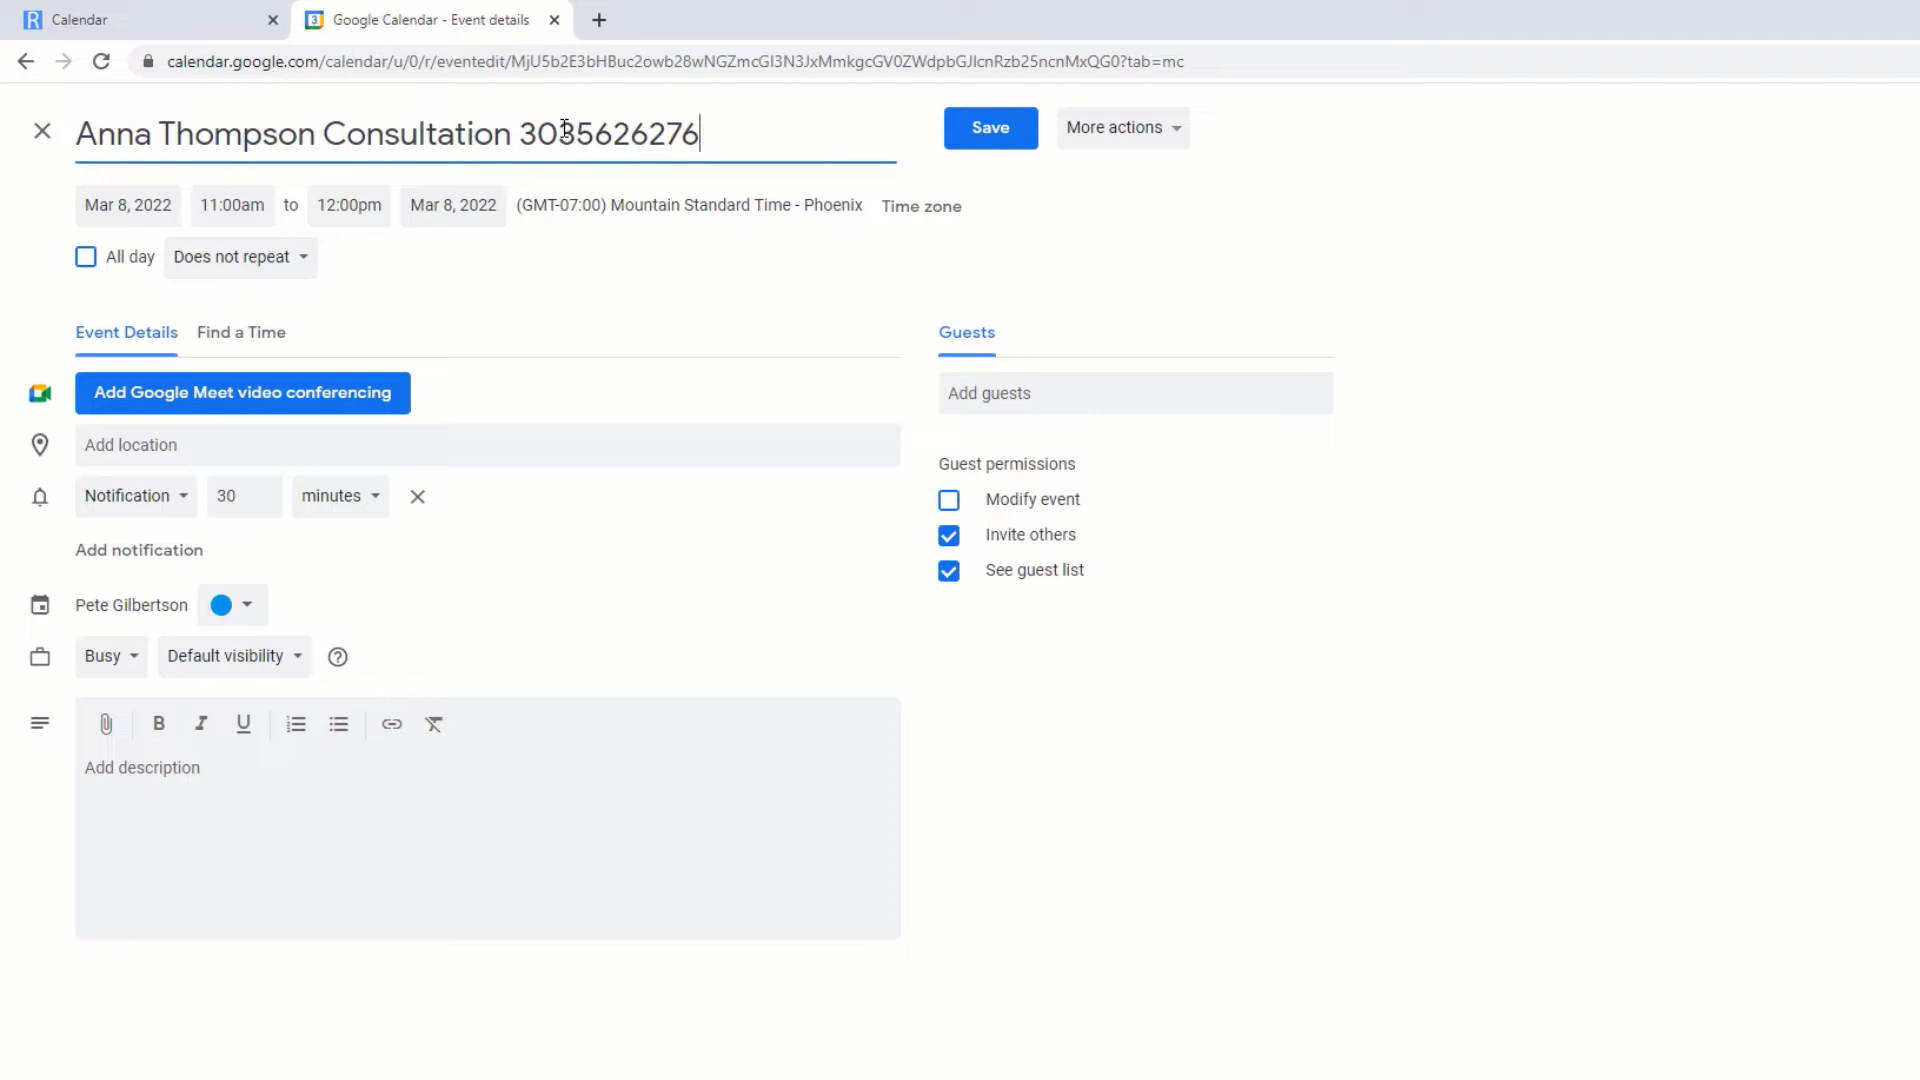 Calendar
Google Calendar - Event details
calendar.google.com/calendar/u/0/r/eventedit/MjU5b2E3bHBuc2owb28wNGZmcGI3N3JxMmkgcGV0ZWdpbGJlcnRzb25ncnMxQG0?tab=mc
Anna Thompson Consultation 3035626276
Save
More actions
Mar 8, 2022 11:00am to 12:00pm Mar 8, 2022 (GMT-07:00) Mountain Standard Time - Phoenix Time zone
All day Does not repeat
Event Details Find a Time
Guests
Add Google Meet video conferencing
Add guests
Add location
Guest permissions
Notification 30 minutes
Modify event
Invite others
Add notification
See guest list
Pete Gilbertson
Busy Default visibility
B I U
Add description